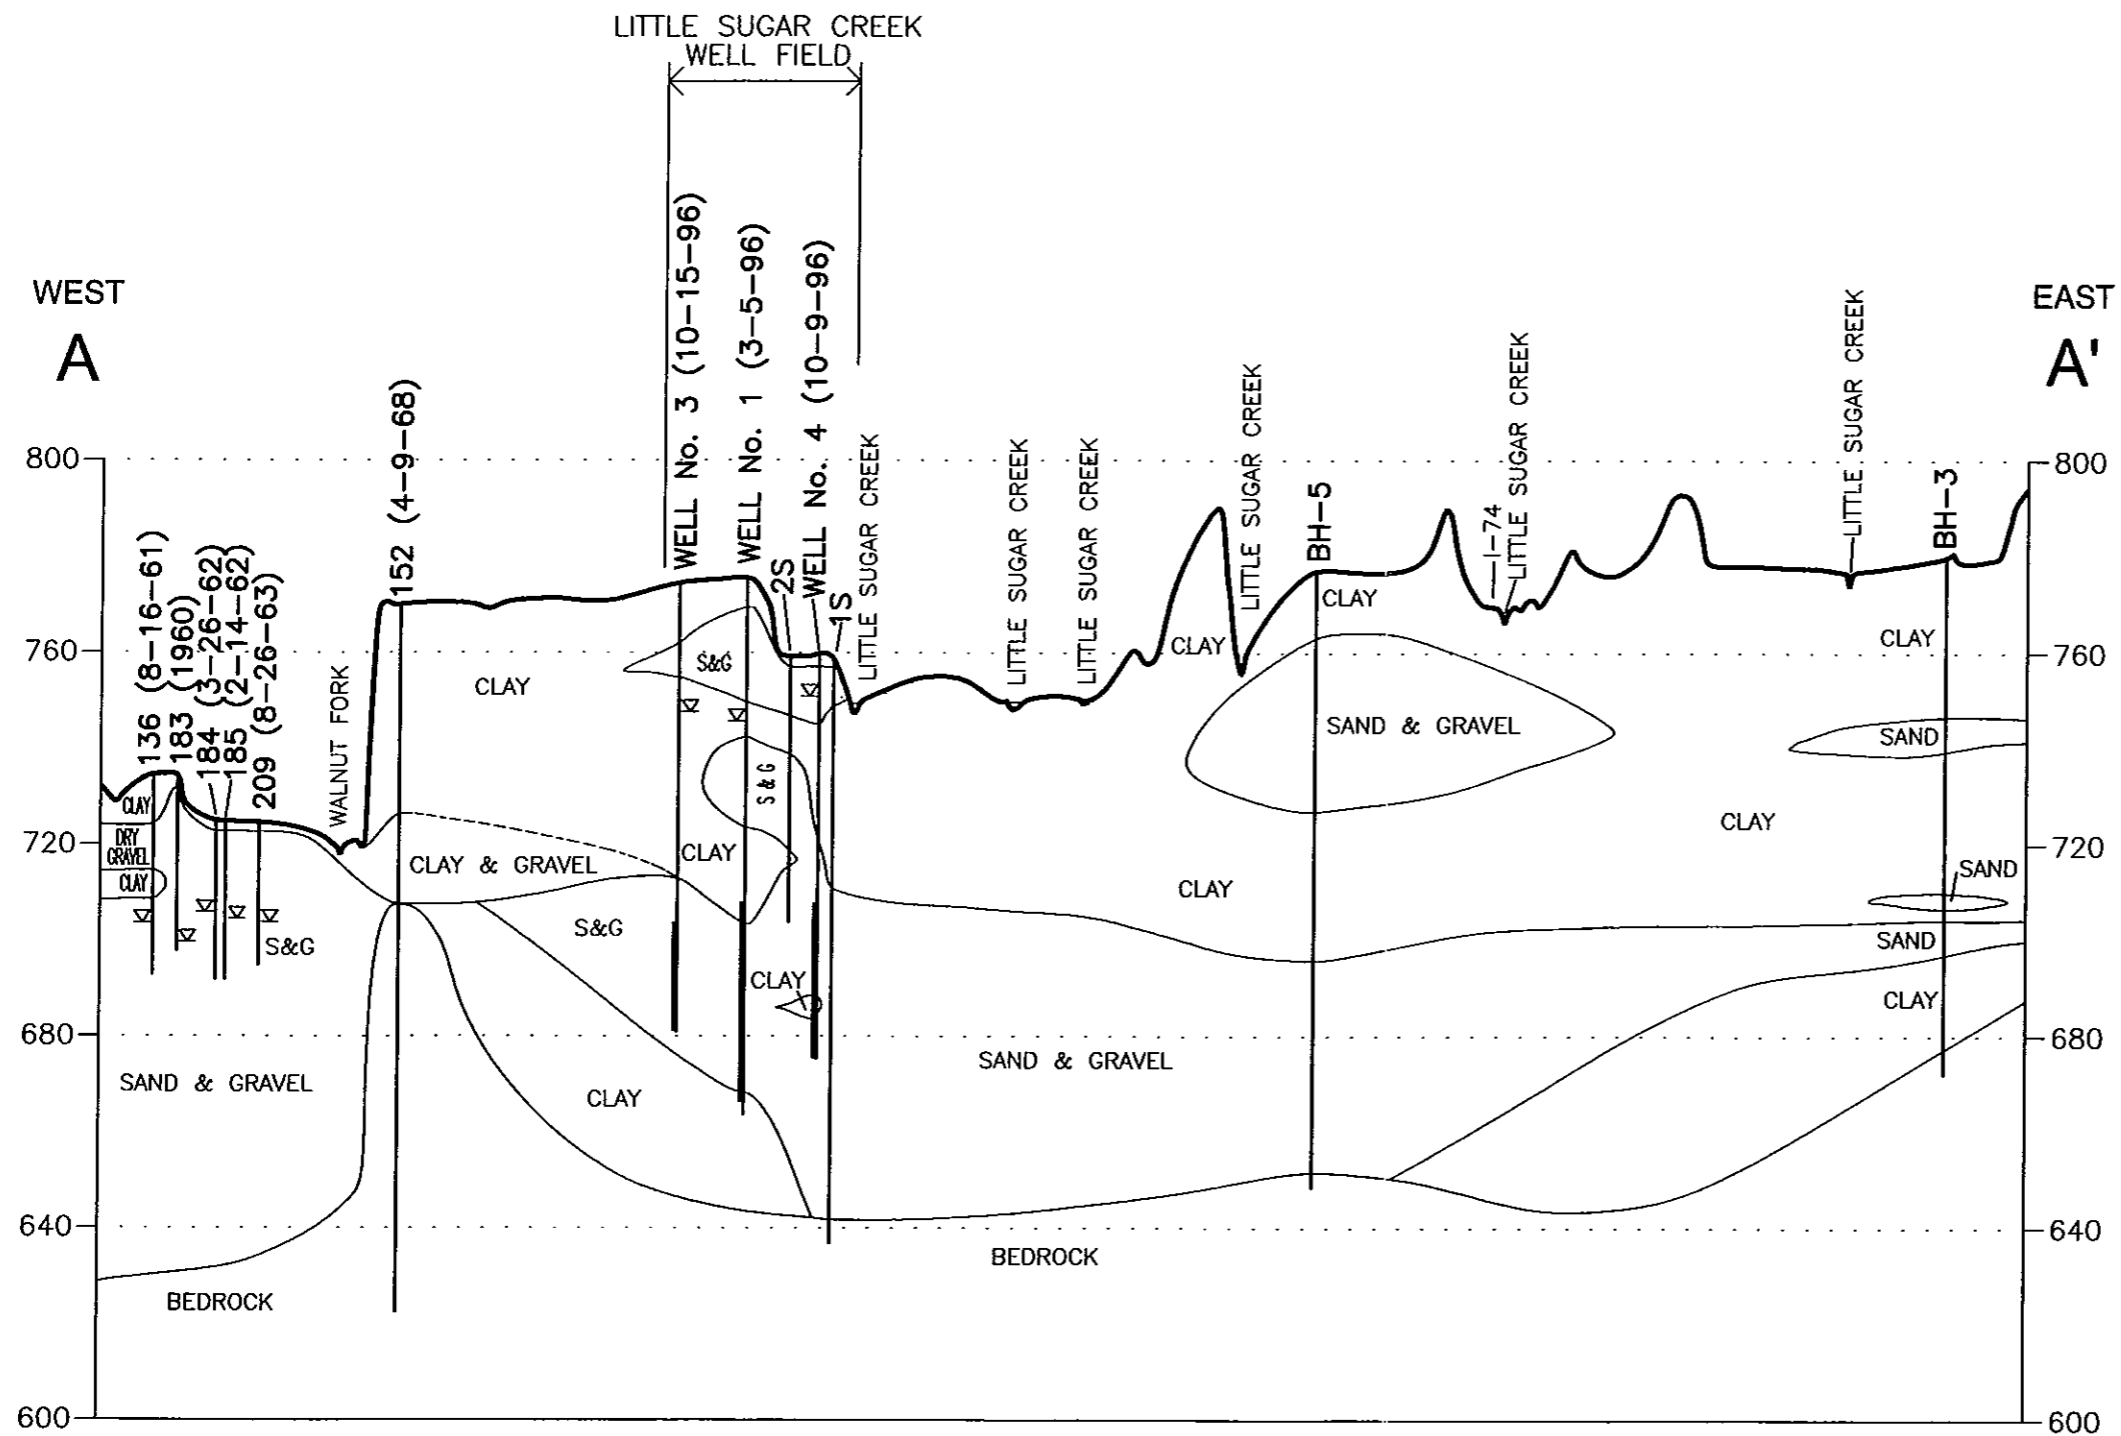 LITTLE SUGAR CREEK
WELL FIELD
WEST
A
EAST
A'
136 (8-16-61)
183 (1960)
184 (3-26-62)
185 (2-14-62)
209 (8-26-63)
WALNUT FORK
152 (4-9-68)
WELL No. 3 (10-15-96)
WELL No. 1 (3-5-96)
2S
WELL No. 4 (10-9-96)
1S
LITTLE SUGAR CREEK
LITTLE SUGAR CREEK
LITTLE SUGAR CREEK
LITTLE SUGAR CREEK
BH-5
I-74
LITTLE SUGAR CREEK
LITTLE SUGAR CREEK
BH-3
800
800
760
760
720
720
680
680
640
640
600
600
CLAY
DRY
GRAVEL
CLAY
S&G
SAND & GRAVEL
BEDROCK
CLAY
CLAY & GRAVEL
S&G
CLAY
S&G
S & G
CLAY
CLAY
SAND & GRAVEL
BEDROCK
CLAY
CLAY
SAND & GRAVEL
CLAY
CLAY
CLAY
SAND
SAND
SAND
CLAY